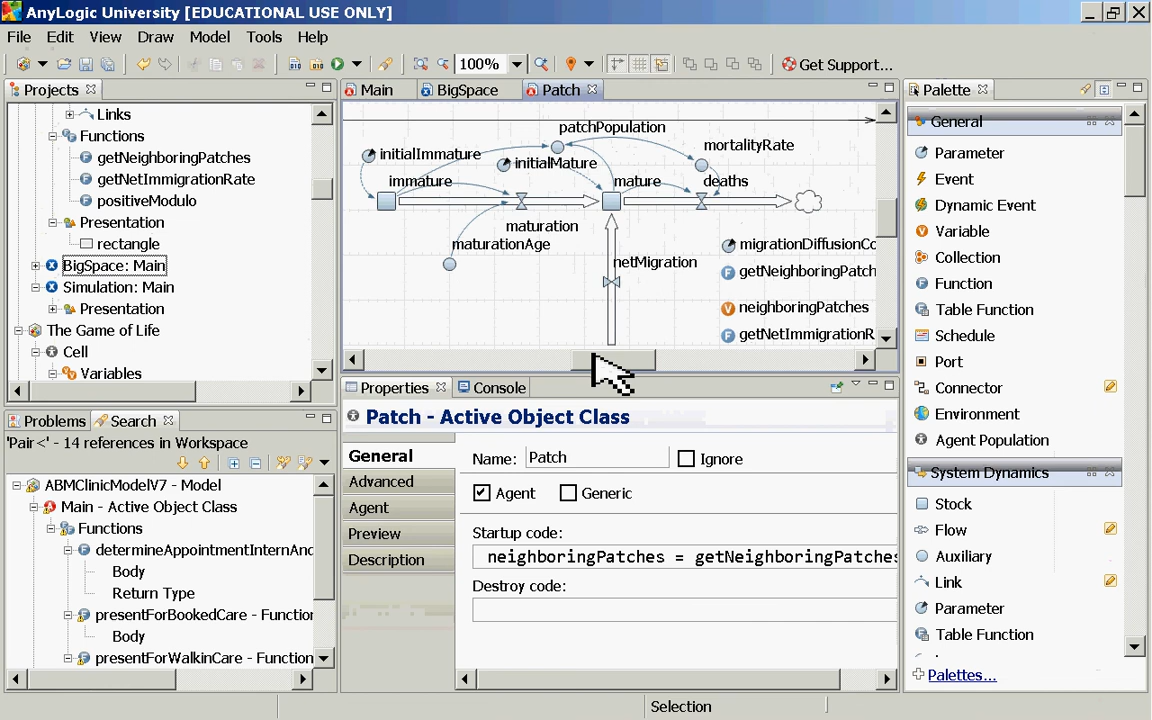 AnyLogic University [EDUCATIONAL USE ONLY]
File Edit View Draw Model Tools Help
100% Get Support...
Projects
Links
Functions
getNeighboringPatches
getNetImmigrationRate
positiveModulo
Presentation
rectangle
BigSpace: Main
Simulation: Main
Presentation
The Game of Life
Cell
Variables
Problems Search
'Pair<' - 14 references in Workspace
ABMClinicModelV7 - Model
Main - Active Object Class
Functions
determineAppointmentInternAnd
Body
Return Type
presentForBookedCare - Function
Body
presentForWalkinCare - Function
Main BigSpace Patch
patchPopulation
initialImmature
initialMature
mortalityRate
immature
mature
deaths
maturation
maturationAge
netMigration
migrationDiffusionCo
getNeighboringPatch
neighboringPatches
getNetImmigrationR
Properties Console
Patch - Active Object Class
General
Advanced
Agent
Preview
Description
Name: Patch Ignore
Agent Generic
Startup code:
neighboringPatches = getNeighboringPatches
Destroy code:
Palette
General
Parameter
Event
Dynamic Event
Variable
Collection
Function
Table Function
Schedule
Port
Connector
Environment
Agent Population
System Dynamics
Stock
Flow
Auxiliary
Link
Parameter
Table Function
Palettes...
Selection